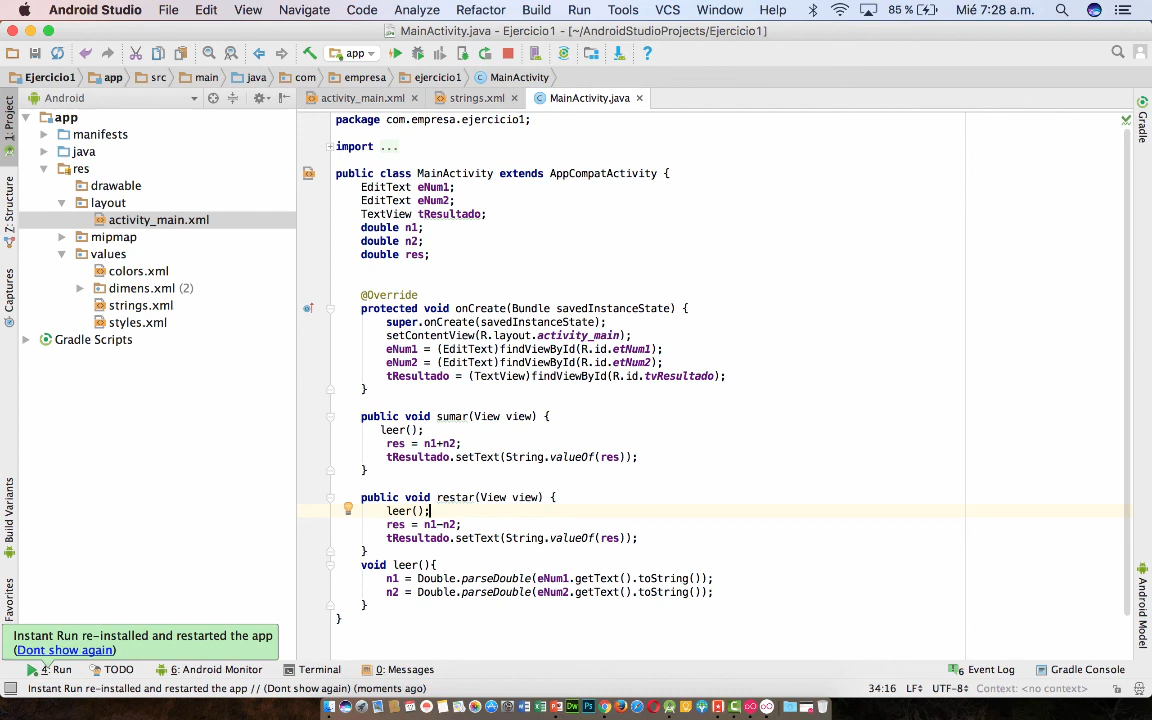 Android Studio File Edit View Navigate Code Analyze Refactor Build Run Tools VCS Window Help 85 % Mié 7:28 a.m.
MainActivity.java - Ejercicio1 - [~/AndroidStudioProjects/Ejercicio1]
app
Ejercicio1 app src main java com empresa ejercicio1 MainActivity
Android
activity_main.xml strings.xml MainActivity.java
1: Project
Z: Structure
Captures
Build Variants
Favorites
app
manifests
java
res
drawable
layout
activity_main.xml
mipmap
values
colors.xml
dimens.xml (2)
strings.xml
styles.xml
Gradle Scripts
package com.empresa.ejercicio1;
import ...
public class MainActivity extends AppCompatActivity {
EditText eNum1;
EditText eNum2;
TextView tResultado;
double n1;
double n2;
double res;
@Override
protected void onCreate(Bundle savedInstanceState) {
super.onCreate(savedInstanceState);
setContentView(R.layout.activity_main);
eNum1 = (EditText)findViewById(R.id.etNum1);
eNum2 = (EditText)findViewById(R.id.etNum2);
tResultado = (TextView)findViewById(R.id.tvResultado);
}
public void sumar(View view) {
leer();
res = n1+n2;
tResultado.setText(String.valueOf(res));
}
public void restar(View view) {
leer();
res = n1-n2;
tResultado.setText(String.valueOf(res));
}
void leer(){
n1 = Double.parseDouble(eNum1.getText().toString());
n2 = Double.parseDouble(eNum2.getText().toString());
}
}
Gradle
Android Model
Instant Run re-installed and restarted the app
(Dont show again)
4: Run TODO 6: Android Monitor Terminal 0: Messages 6 Event Log Gradle Console
Instant Run re-installed and restarted the app // (Dont show again) (moments ago) 34:16 LF UTF-8 Context: <no context>
Dw Ps